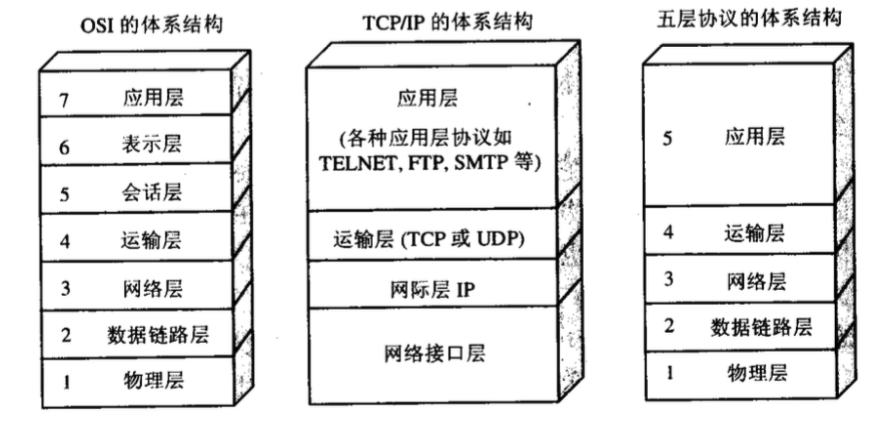 OSI 的体系结构
7 应用层
6 表示层
5 会话层
4 运输层
3 网络层
2 数据链路层
1 物理层
TCP/IP 的体系结构
应用层
(各种应用层协议如
TELNET, FTP, SMTP 等)
运输层 (TCP 或 UDP)
网际层 IP
网络接口层
五层协议的体系结构
5 应用层
4 运输层
3 网络层
2 数据链路层
1 物理层